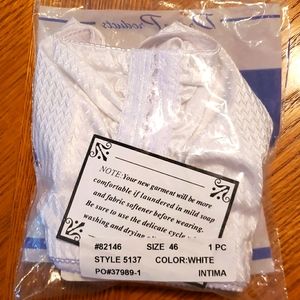 Products
NOTE: Your new garment will be more
comfortable if laundered in mild soap
and fabric softener before wearing.
Be sure to use the delicate cycle
washing and drying
#82146 SIZE 46 1 PC
STYLE 5137 COLOR:WHITE
PO#37989-1 INTIMA